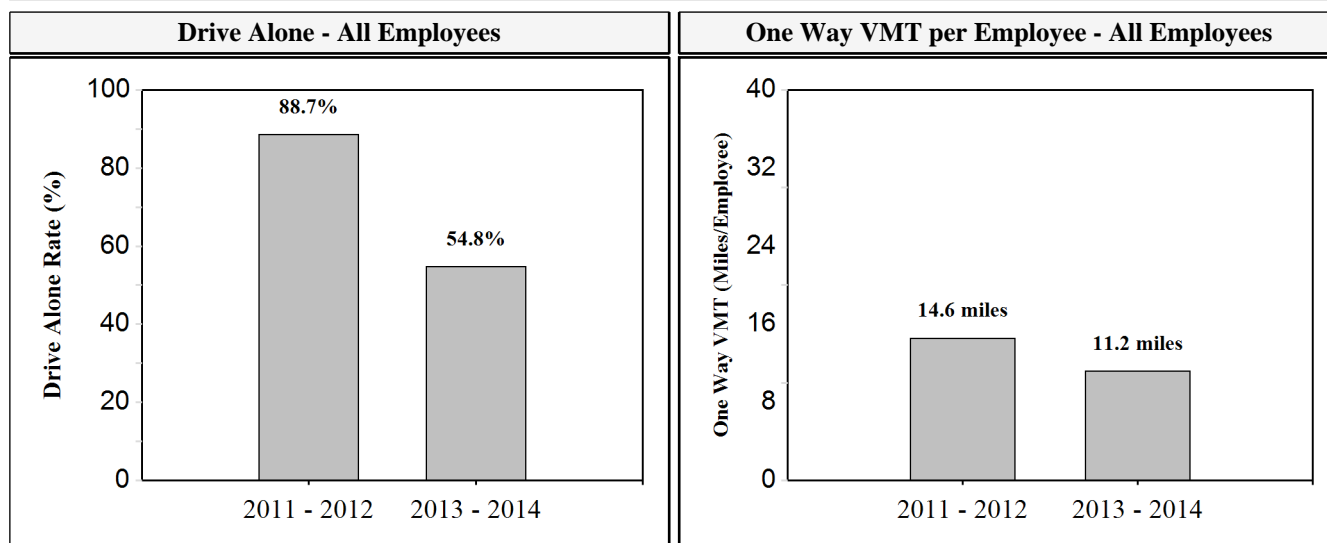 Drive Alone - All Employees
Drive Alone Rate (%)
100
80
60
40
20
0
88.7%
54.8%
2011 - 2012
2013 - 2014
One Way VMT per Employee - All Employees
One Way VMT (Miles/Employee)
40
32
24
16
8
0
14.6 miles
11.2 miles
2011 - 2012
2013 - 2014